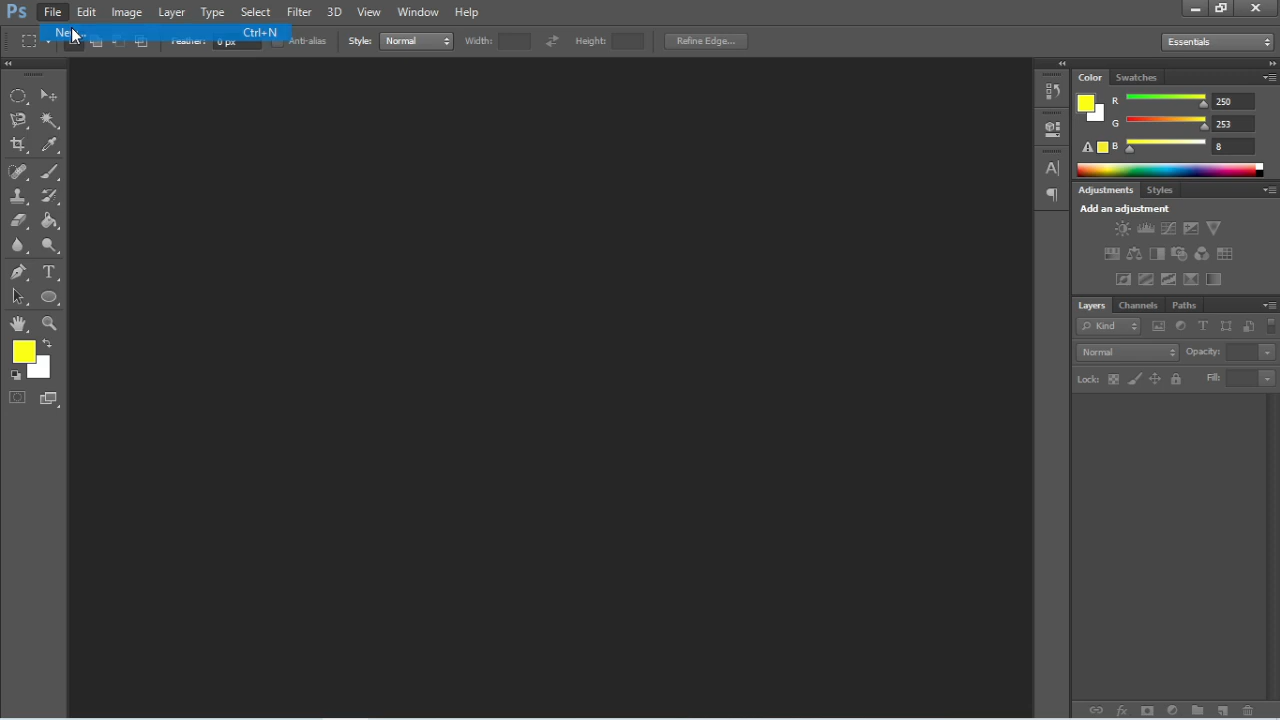 Ps File Edit Image Layer Type Select Filter 3D View Window Help
Ctrl+N
Feather: 0 px Anti-alias Style: Normal Width: Height: Refine Edge... Essentials
Color Swatches
R 250
G 253
B 8
Adjustments Styles
Add an adjustment
Layers Channels Paths
Kind
Normal Opacity:
Lock: Fill: